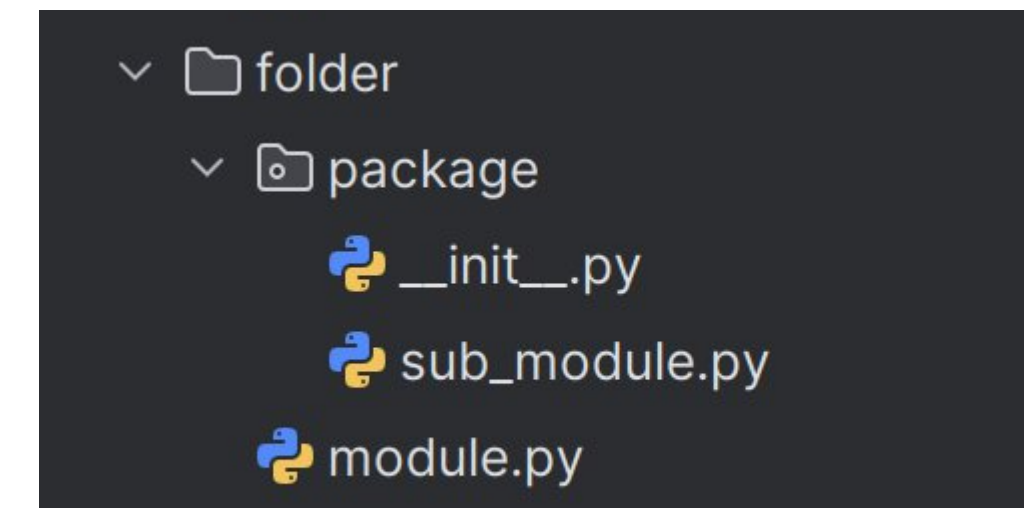 folder
package
__init__.py
sub_module.py
module.py